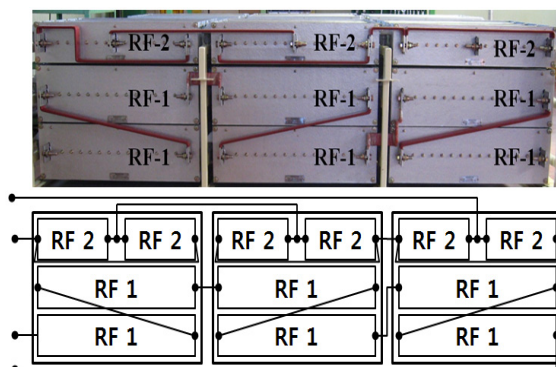 RF-2 RF-2 RF-2
RF-1 RF-1 RF-1
RF-1 RF-1 RF-1
RF 2 RF 2 RF 2 RF 2 RF 2 RF 2
RF 1 RF 1 RF 1
RF 1 RF 1 RF 1